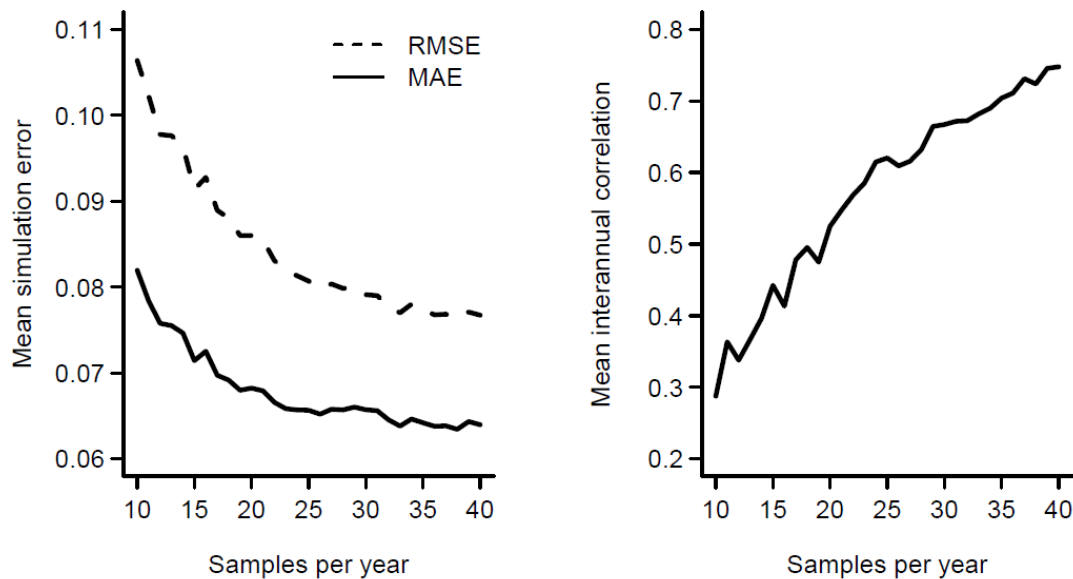 Mean simulation error
0.11
0.10
0.09
0.08
0.07
0.06
RMSE
MAE
10 15 20 25 30 35 40
Samples per year
Mean interannual correlation
0.8
0.7
0.6
0.5
0.4
0.3
0.2
10 15 20 25 30 35 40
Samples per year